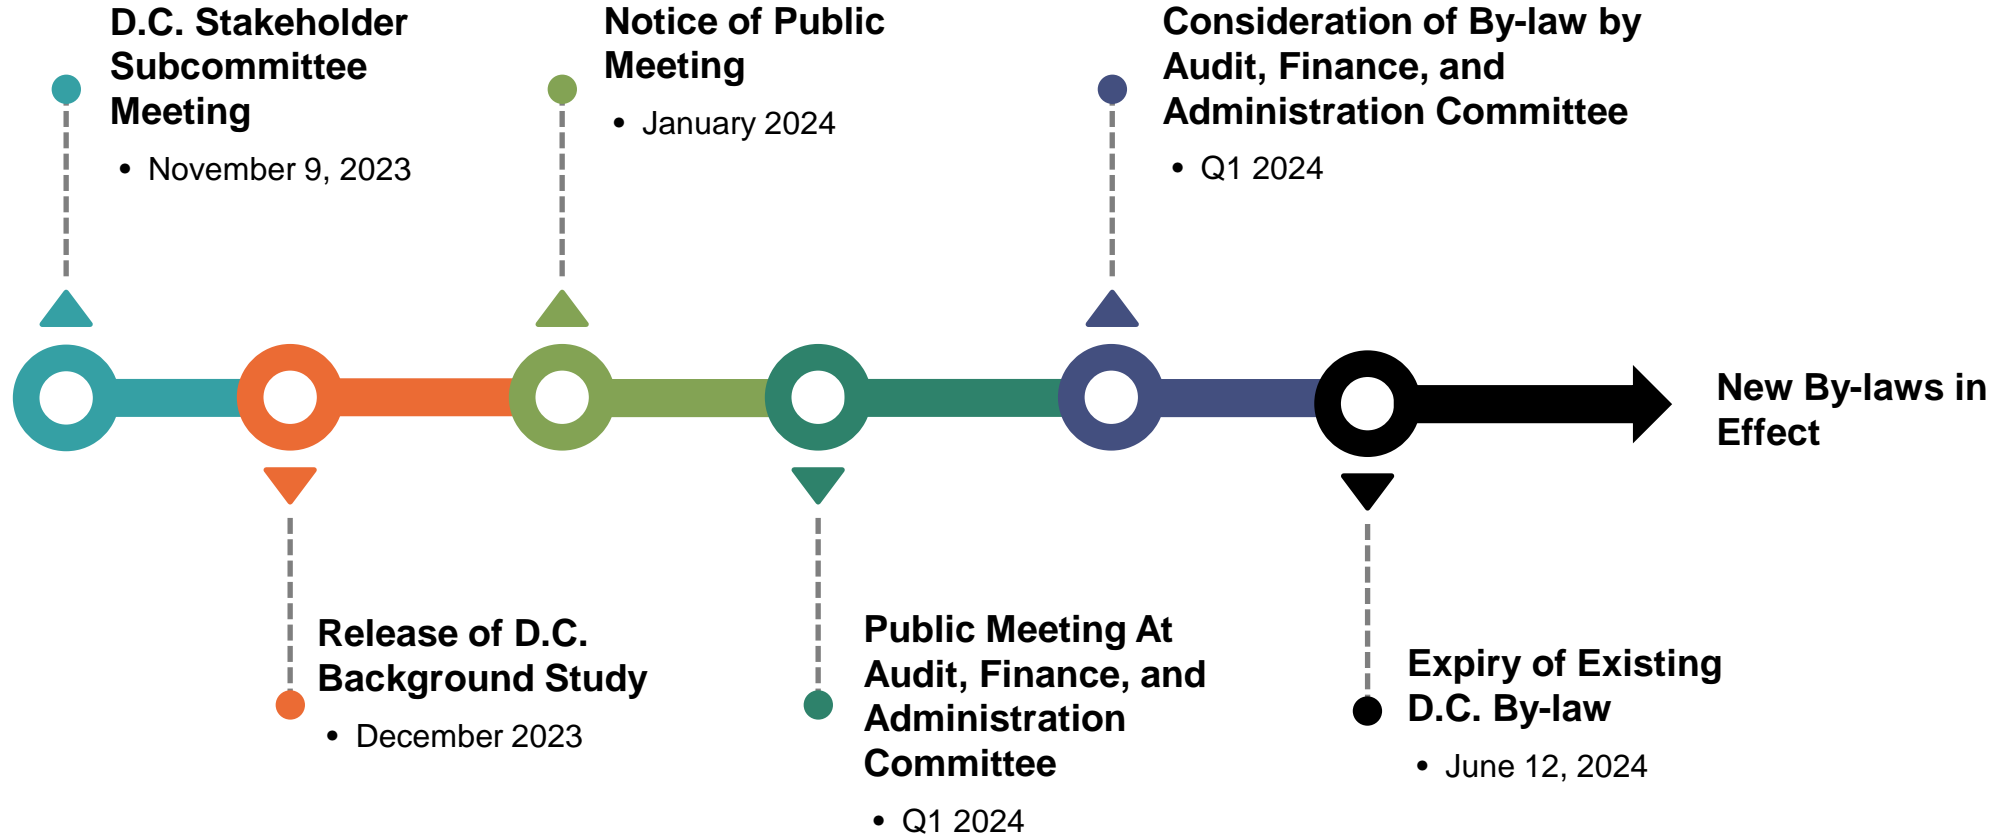 D.C. Stakeholder
Subcommittee
Meeting
• November 9, 2023
Notice of Public
Meeting
• January 2024
Consideration of By-law by
Audit, Finance, and
Administration Committee
• Q1 2024
New By-laws in
Effect
Release of D.C.
Background Study
• December 2023
Public Meeting At
Audit, Finance, and
Administration
Committee
• Q1 2024
Expiry of Existing
D.C. By-law
• June 12, 2024